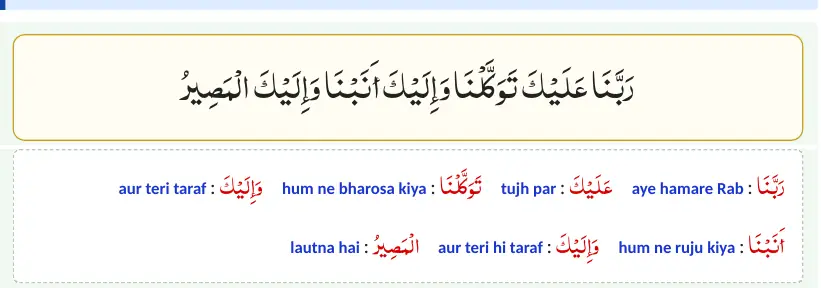 رَبَّنَا عَلَيْكَ تَوَكَّلْنَا وَإِلَيْكَ أَنَبْنَا وَإِلَيْكَ الْمَصِيرُ
رَبَّنَا : aye hamare Rab عَلَيْكَ : tujh par تَوَكَّلْنَا : hum ne bharosa kiya وَإِلَيْكَ : aur teri taraf
أَنَبْنَا : hum ne ruju kiya وَإِلَيْكَ : aur teri hi taraf الْمَصِيرُ : lautna hai